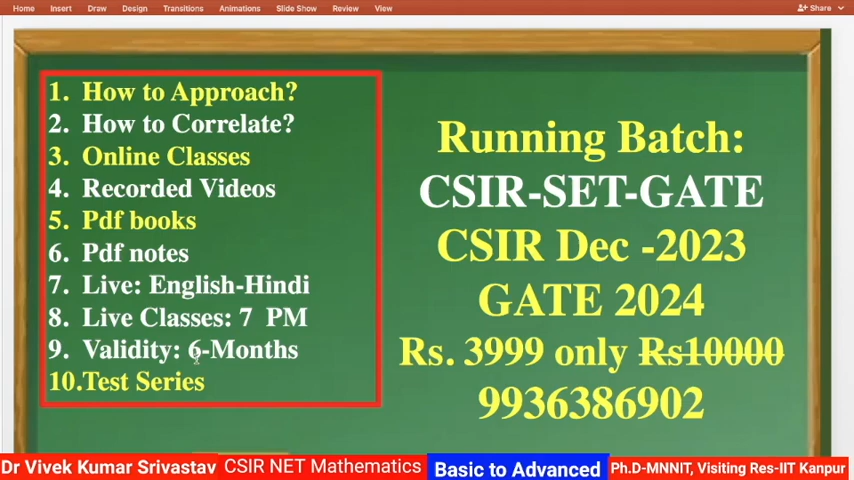 Home Insert Draw Design Transitions Animations Slide Show Review View Share
1. How to Approach?
2. How to Correlate?
3. Online Classes
4. Recorded Videos
5. Pdf books
6. Pdf notes
7. Live: English-Hindi
8. Live Classes: 7 PM
9. Validity: 6-Months
10.Test Series
Running Batch:
CSIR-SET-GATE
CSIR Dec -2023
GATE 2024
Rs. 3999 only Rs10000
9936386902
Dr Vivek Kumar Srivastav CSIR NET Mathematics Basic to Advanced Ph.D-MNNIT, Visiting Res-IIT Kanpur